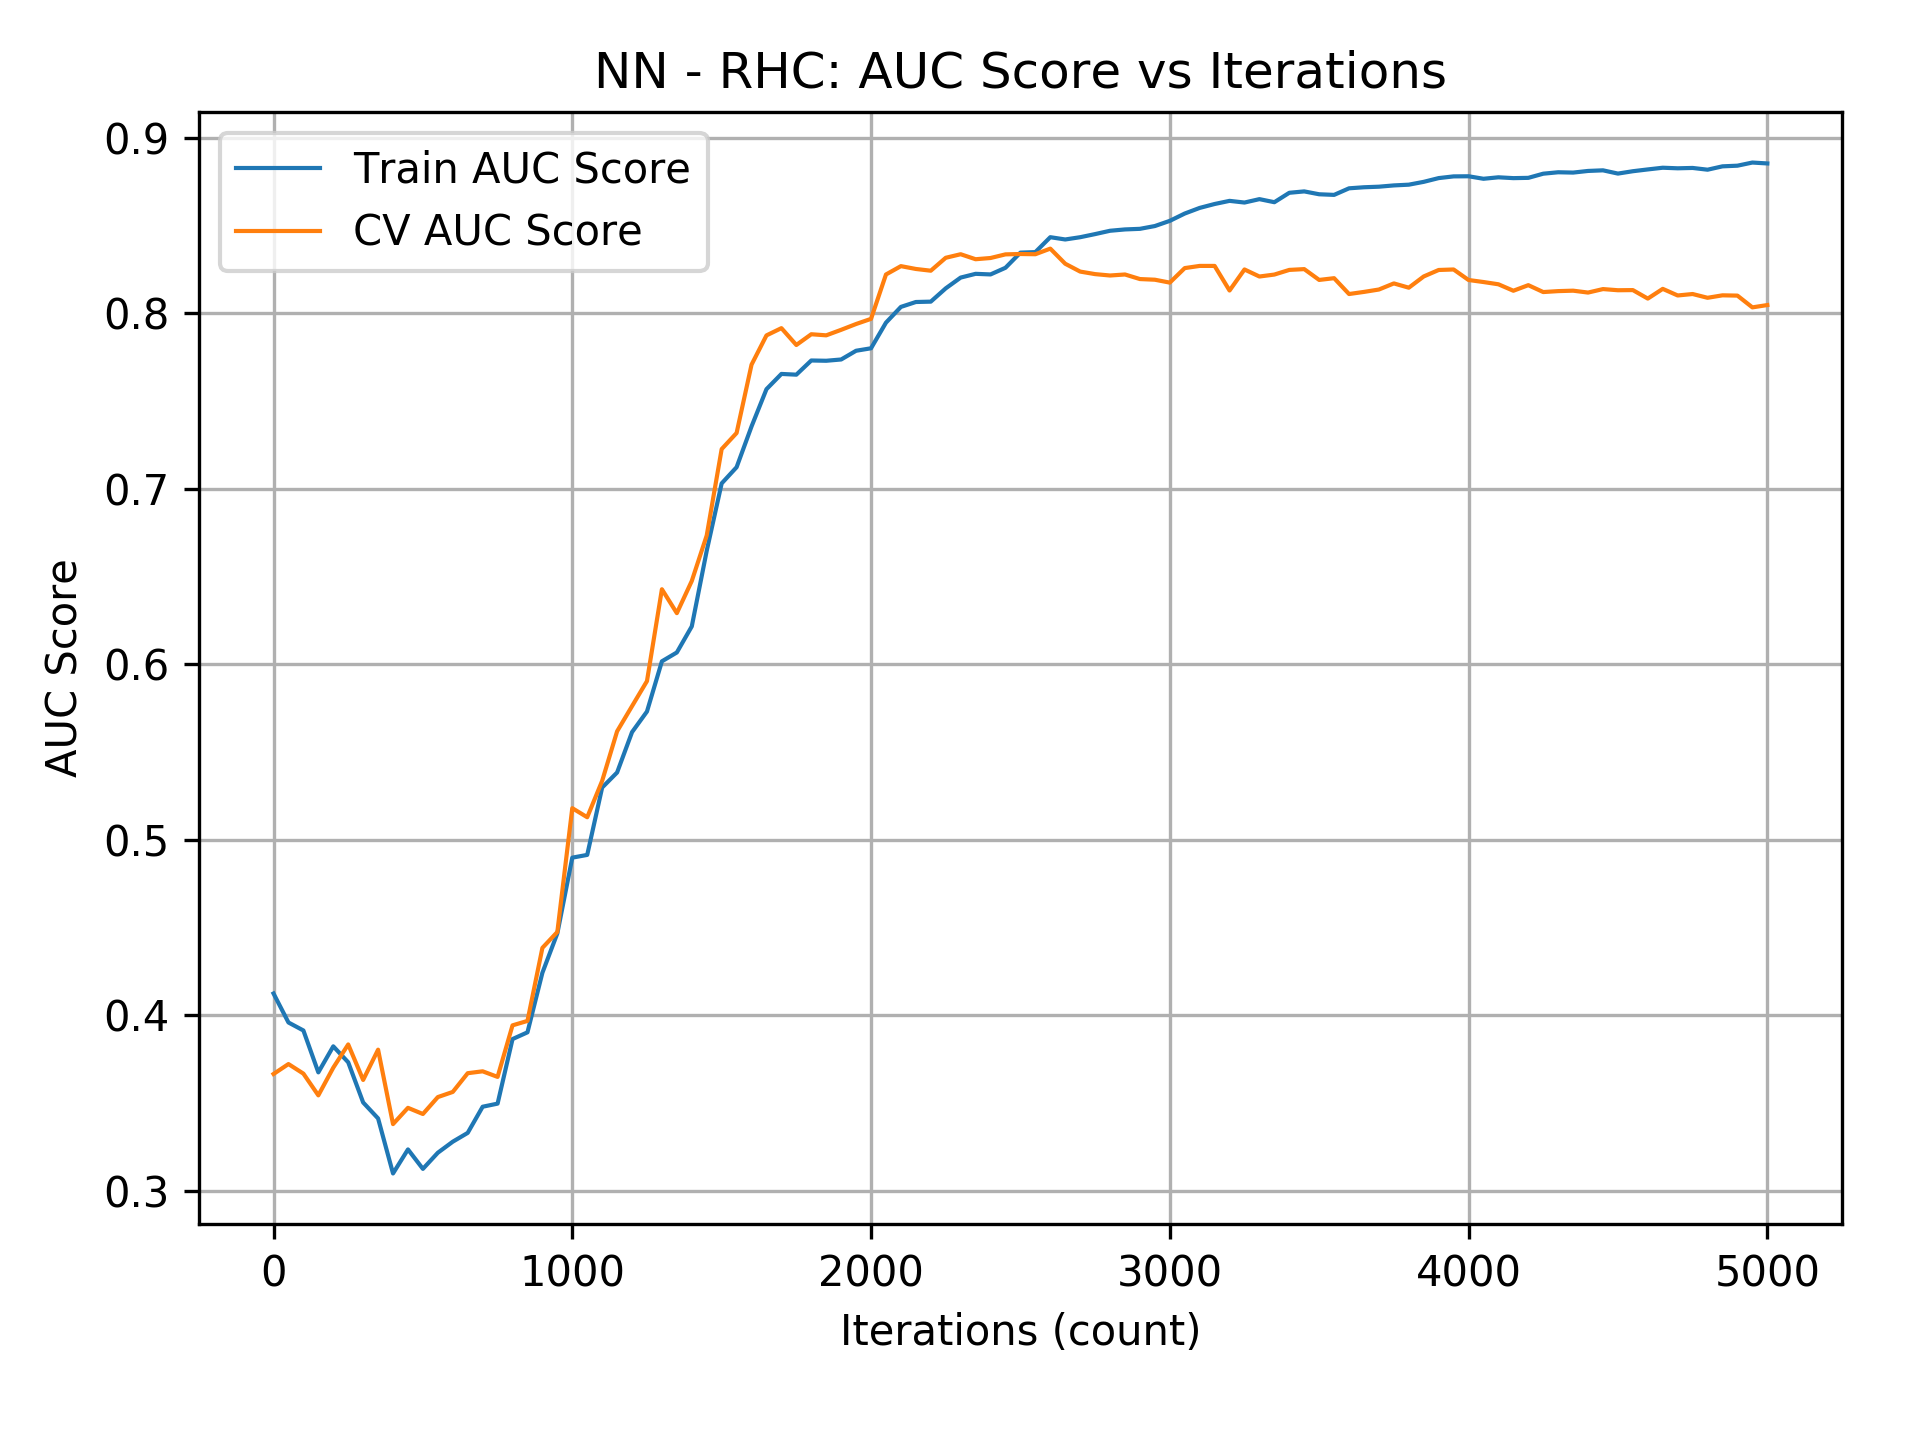 NN - RHC: AUC Score vs Iterations
Train AUC Score
CV AUC Score
0.9
0.8
0.7
0.6
0.5
0.4
0.3
AUC Score
0 1000 2000 3000 4000 5000
Iterations (count)